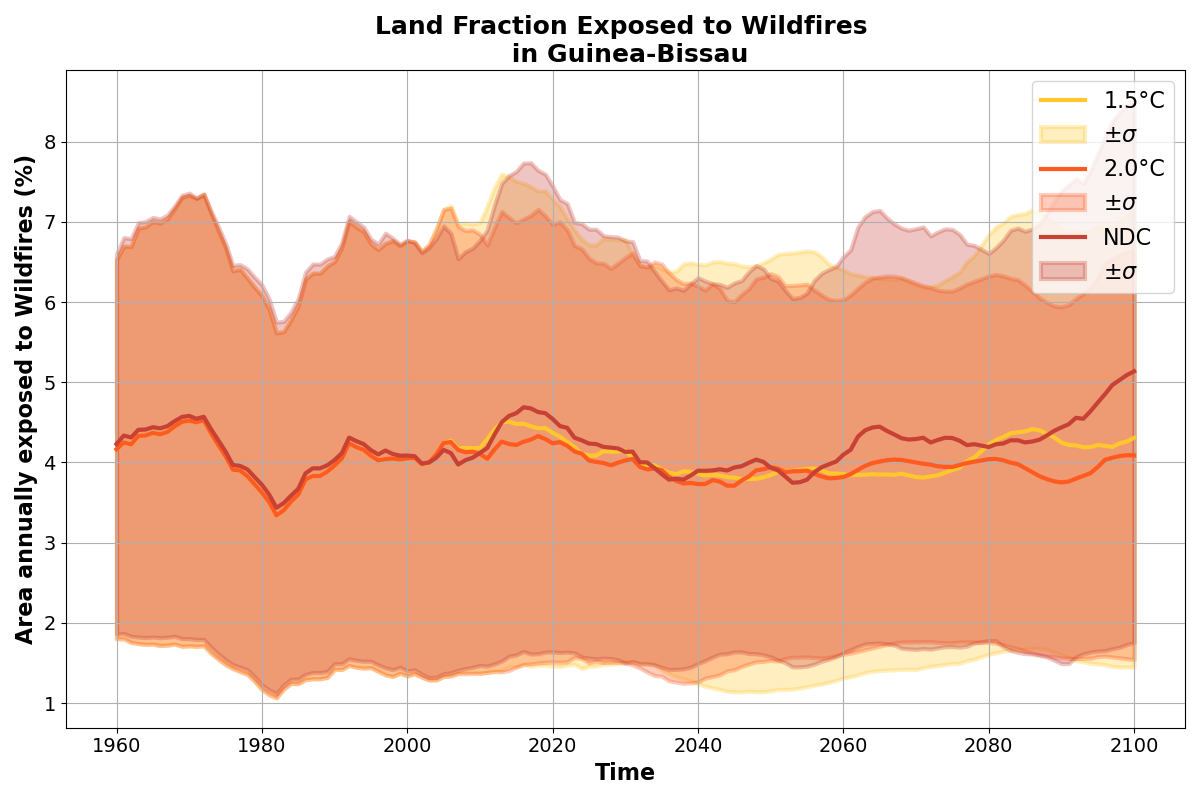 Land Fraction Exposed to Wildfires
in Guinea-Bissau
Area annually exposed to Wildfires (%)
8
7
6
5
4
3
2
1
1960
1980
2000
2020
2040
2060
2080
2100
Time
1.5°C
±σ
2.0°C
±σ
NDC
±σ